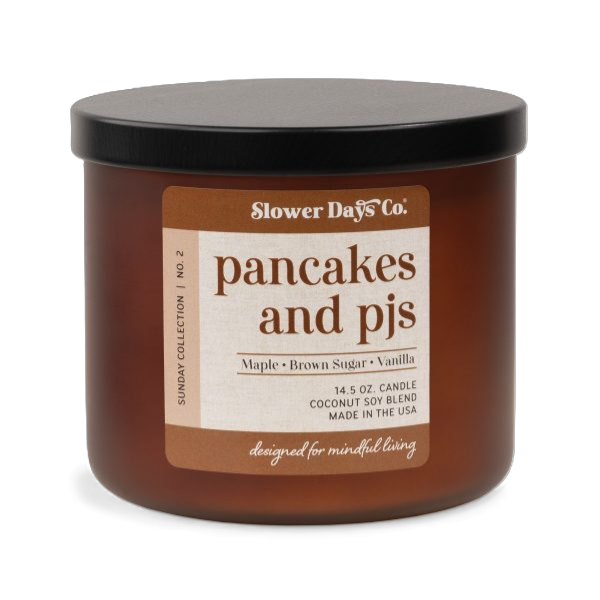 Slower Days Co.®
pancakes
and pjs
Maple • Brown Sugar • Vanilla
14.5 OZ. CANDLE
COCONUT SOY BLEND
MADE IN THE USA
designed for mindful living
SUNDAY COLLECTION | NO. 2